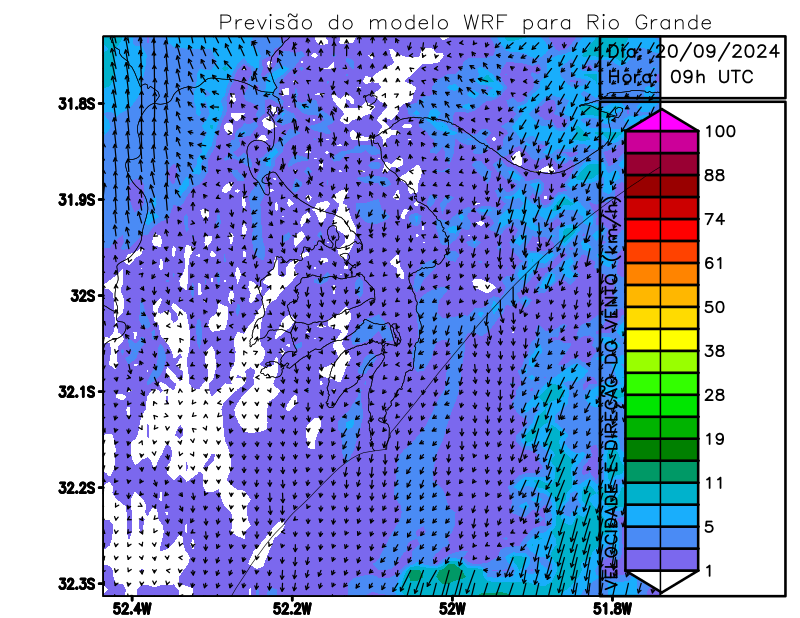 Previsão do modelo WRF para Rio Grande
Dia: 20/09/2024
Hora: 09h UTC
31.8S
31.9S
32S
32.1S
32.2S
32.3S
52.4W
52.2W
52W
51.8W
VELOCIDADE E DIREÇÃO DO VENTO (km/h)
100
88
74
61
50
38
28
19
11
5
1